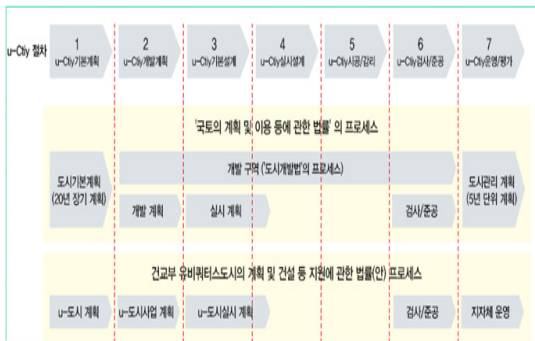 u-Ctiy 절차
1
u-Ctiy기본계획
2
u-Ctiy개발계획
3
u-Ctiy기본설계
4
u-Ctiy실시설계
5
u-Ctiy시공/감리
6
u-Ctiy검사/준공
7
u-Ctiy운영/평가
'국토의 계획 및 이용 등에 관한 법률' 의 프로세스
도시기본계획
(20년 장기 계획)
개발 구역 ('도시개발법'의 프로세스)
개발 계획
실시 계획
검사/준공
도시관리 계획
(5년 단위 계획)
건교부 유비쿼터스도시의 계획 및 건설 등 지원에 관한 법률(안) 프로세스
u-도시 계획
u-도시사업 계획
u-도시실시 계획
검사/준공
지자체 운영